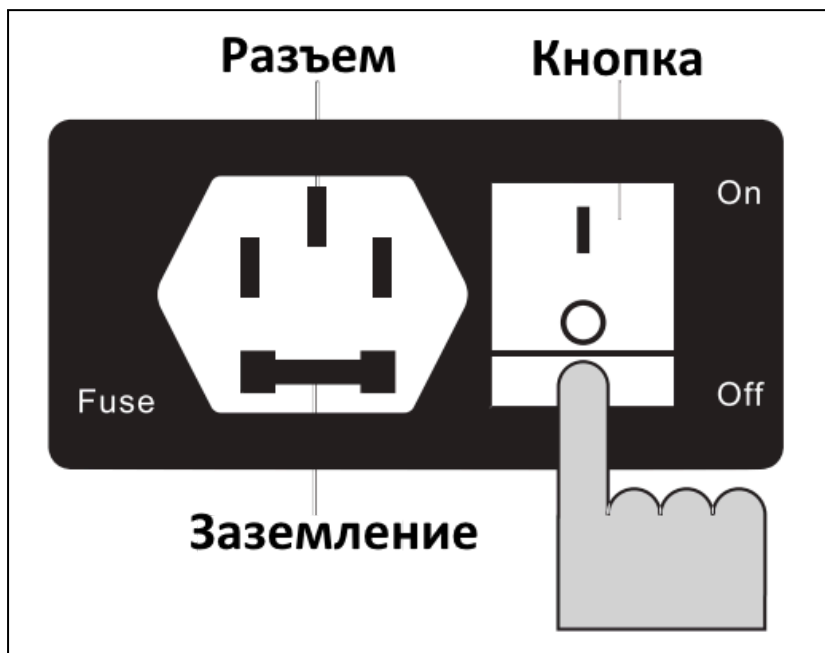 Разъем
Кнопка
On
Fuse
Off
Заземление